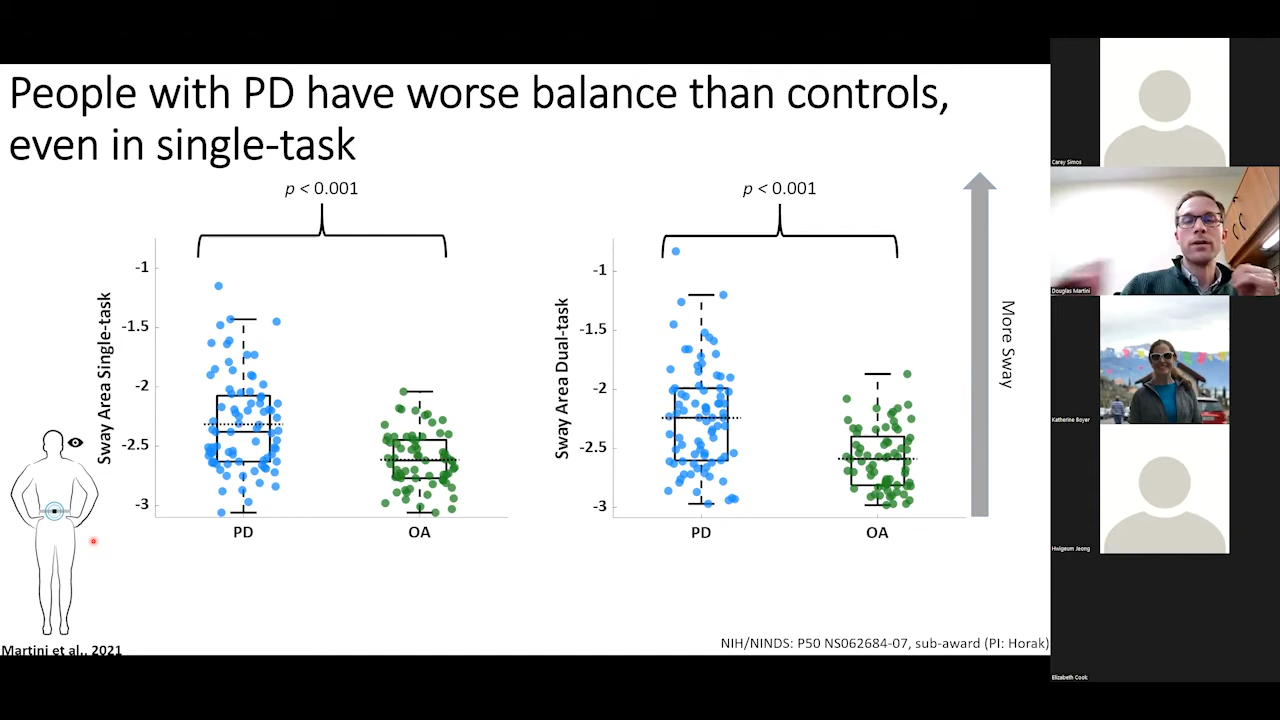 People with PD have worse balance than controls,
even in single-task
p < 0.001
Sway Area Single-task
-1
-1.5
-2
-2.5
-3
PD
OA
p < 0.001
Sway Area Dual-task
-1
-1.5
-2
-2.5
-3
PD
OA
More Sway
Martini et al., 2021
NIH/NINDS: P50 NS062684-07, sub-award (PI: Horak)
Carey Simos
Douglas Martini
Katherine Boyer
Hwigeum Jeong
Elizabeth Cook